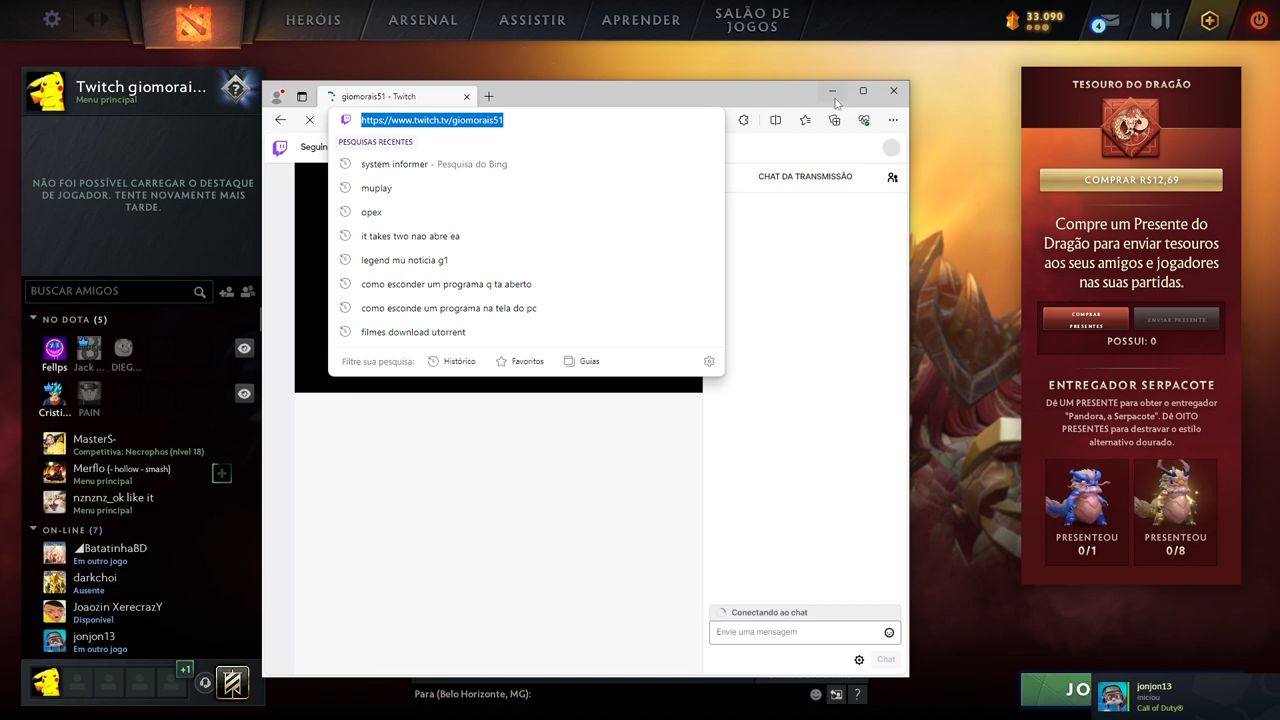 HERÓIS
ARSENAL
ASSISTIR
APRENDER
SALÃO DE
JOGOS
33.090
4
Twitch giomorai...
Menu principal
?
NÃO FOI POSSÍVEL CARREGAR O DESTAQUE
DE JOGADOR. TENTE NOVAMENTE MAIS
TARDE.
BUSCAR AMIGOS
NO DOTA (5)
Fellps
Jack ...
_DIEG...
Cristi...
PAIN
MasterS-
Competitiva: Necrophos (nível 18)
Merflo (- hollow - smash)
Menu principal
nznznz_ok like it
Menu principal
ON-LINE (7)
◢BatatinhaBD
Em outro jogo
darkchoi
Ausente
Joaozin XerecrazY
Disponível
jonjon13
Em outro jogo
+1
giomorais51 - Twitch
https://www.twitch.tv/giomorais51
Seguin
PESQUISAS RECENTES
system informer - Pesquisa do Bing
muplay
opex
it takes two nao abre ea
legend mu noticia g1
como esconder um programa q ta aberto
como esconde um programa na tela do pc
filmes download utorrent
Filtre sua pesquisa:
Histórico
Favoritos
Guias
CHAT DA TRANSMISSÃO
Conectando ao chat
Envie uma mensagem
Chat
Para (Belo Horizonte, MG):
?
TESOURO DO DRAGÃO
COMPRAR R$12,69
Compre um Presente do
Dragão para enviar tesouros
aos seus amigos e jogadores
nas suas partidas.
COMPRAR
PRESENTES
ENVIAR PRESENTE
POSSUI: 0
ENTREGADOR SERPACOTE
Dê UM PRESENTE para obter o entregador
"Pandora, a Serpacote". Dê OITO
PRESENTES para destravar o estilo
alternativo dourado.
PRESENTEOU
0/1
PRESENTEOU
0/8
JO
jonjon13
iniciou
Call of Duty®